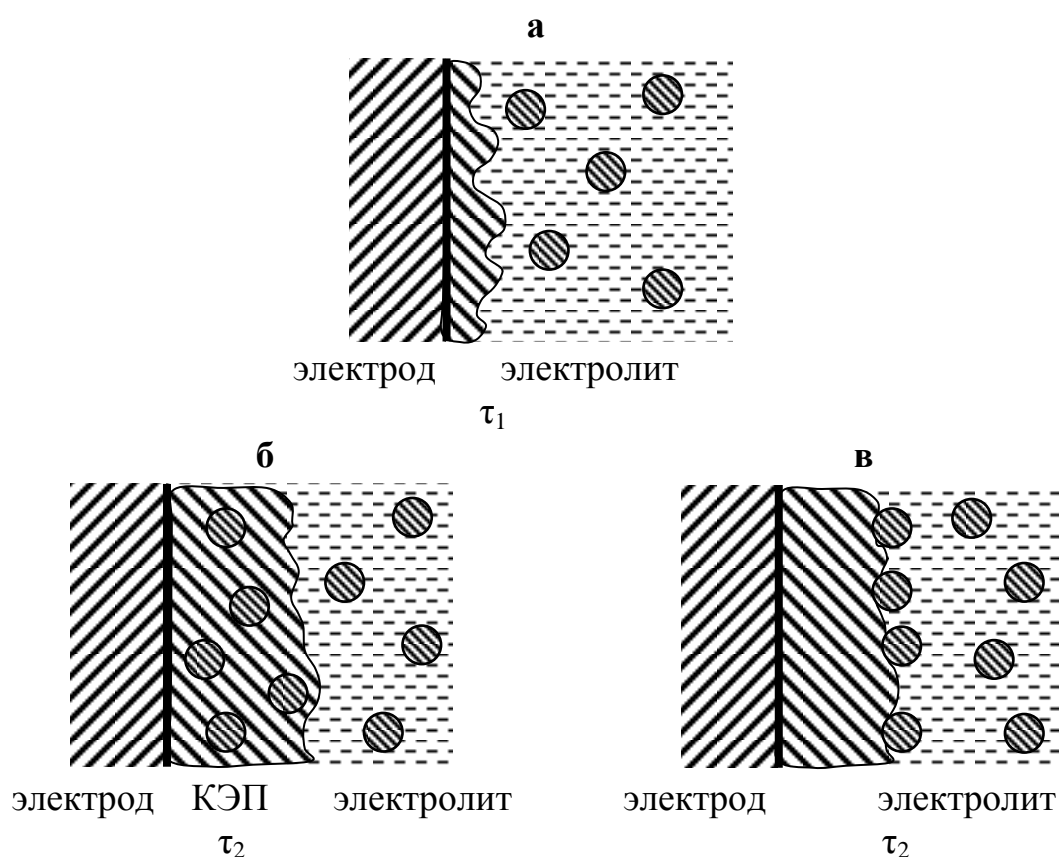 а
электрод электролит
τ₁
б в
электрод КЭП электролит электрод электролит
τ₂ τ₂